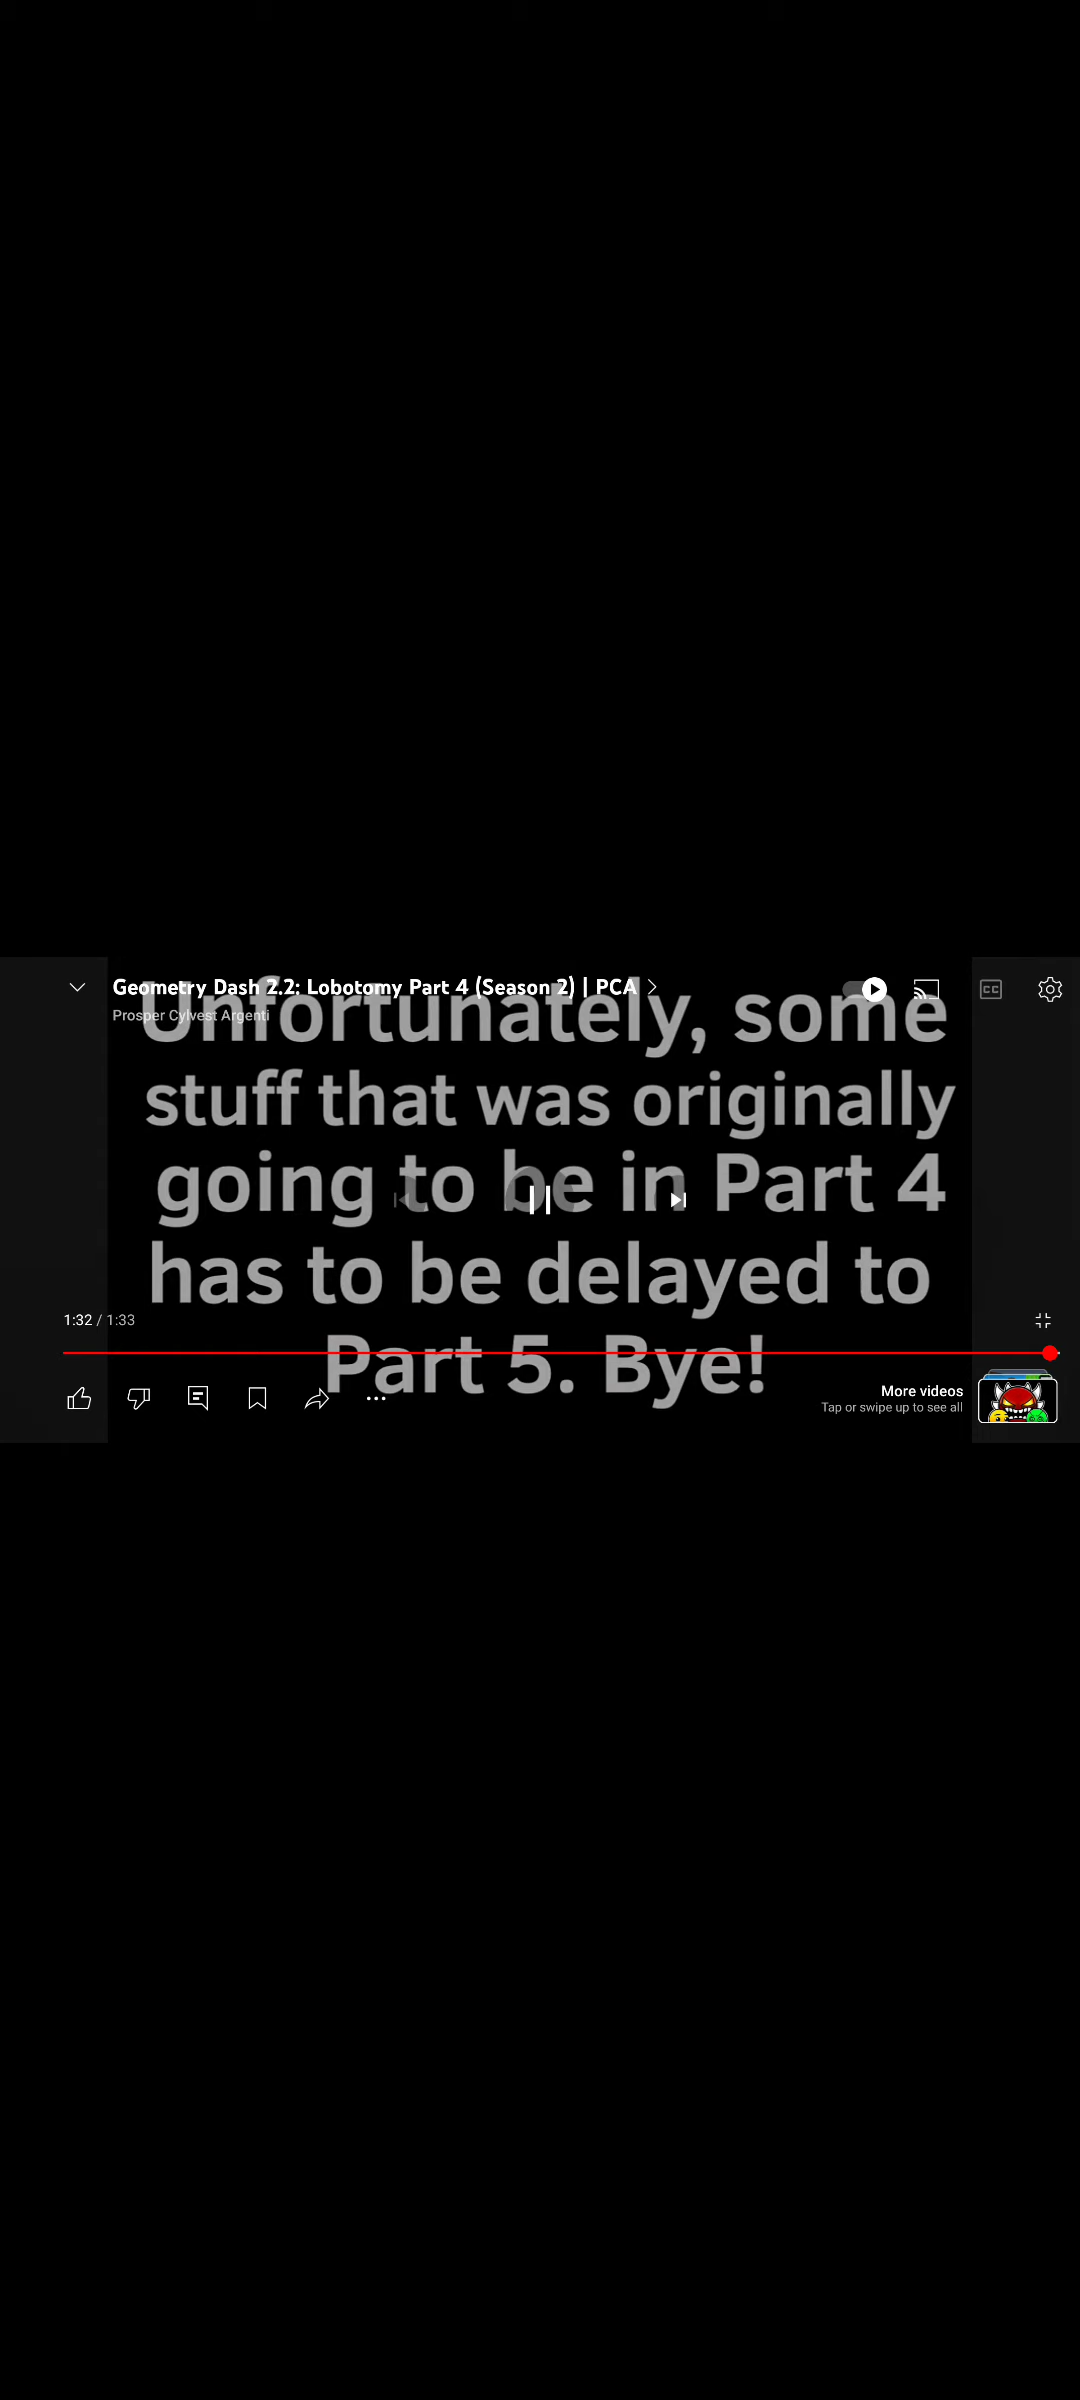 Geometry Dash 2.2: Lobotomy Part 4 (Season 2) | PCA
Prosper Cylvest Argenti
CC
Unfortunately, some
stuff that was originally
going to be in Part 4
has to be delayed to
Part 5. Bye!
1:32 / 1:33
More videos
Tap or swipe up to see all